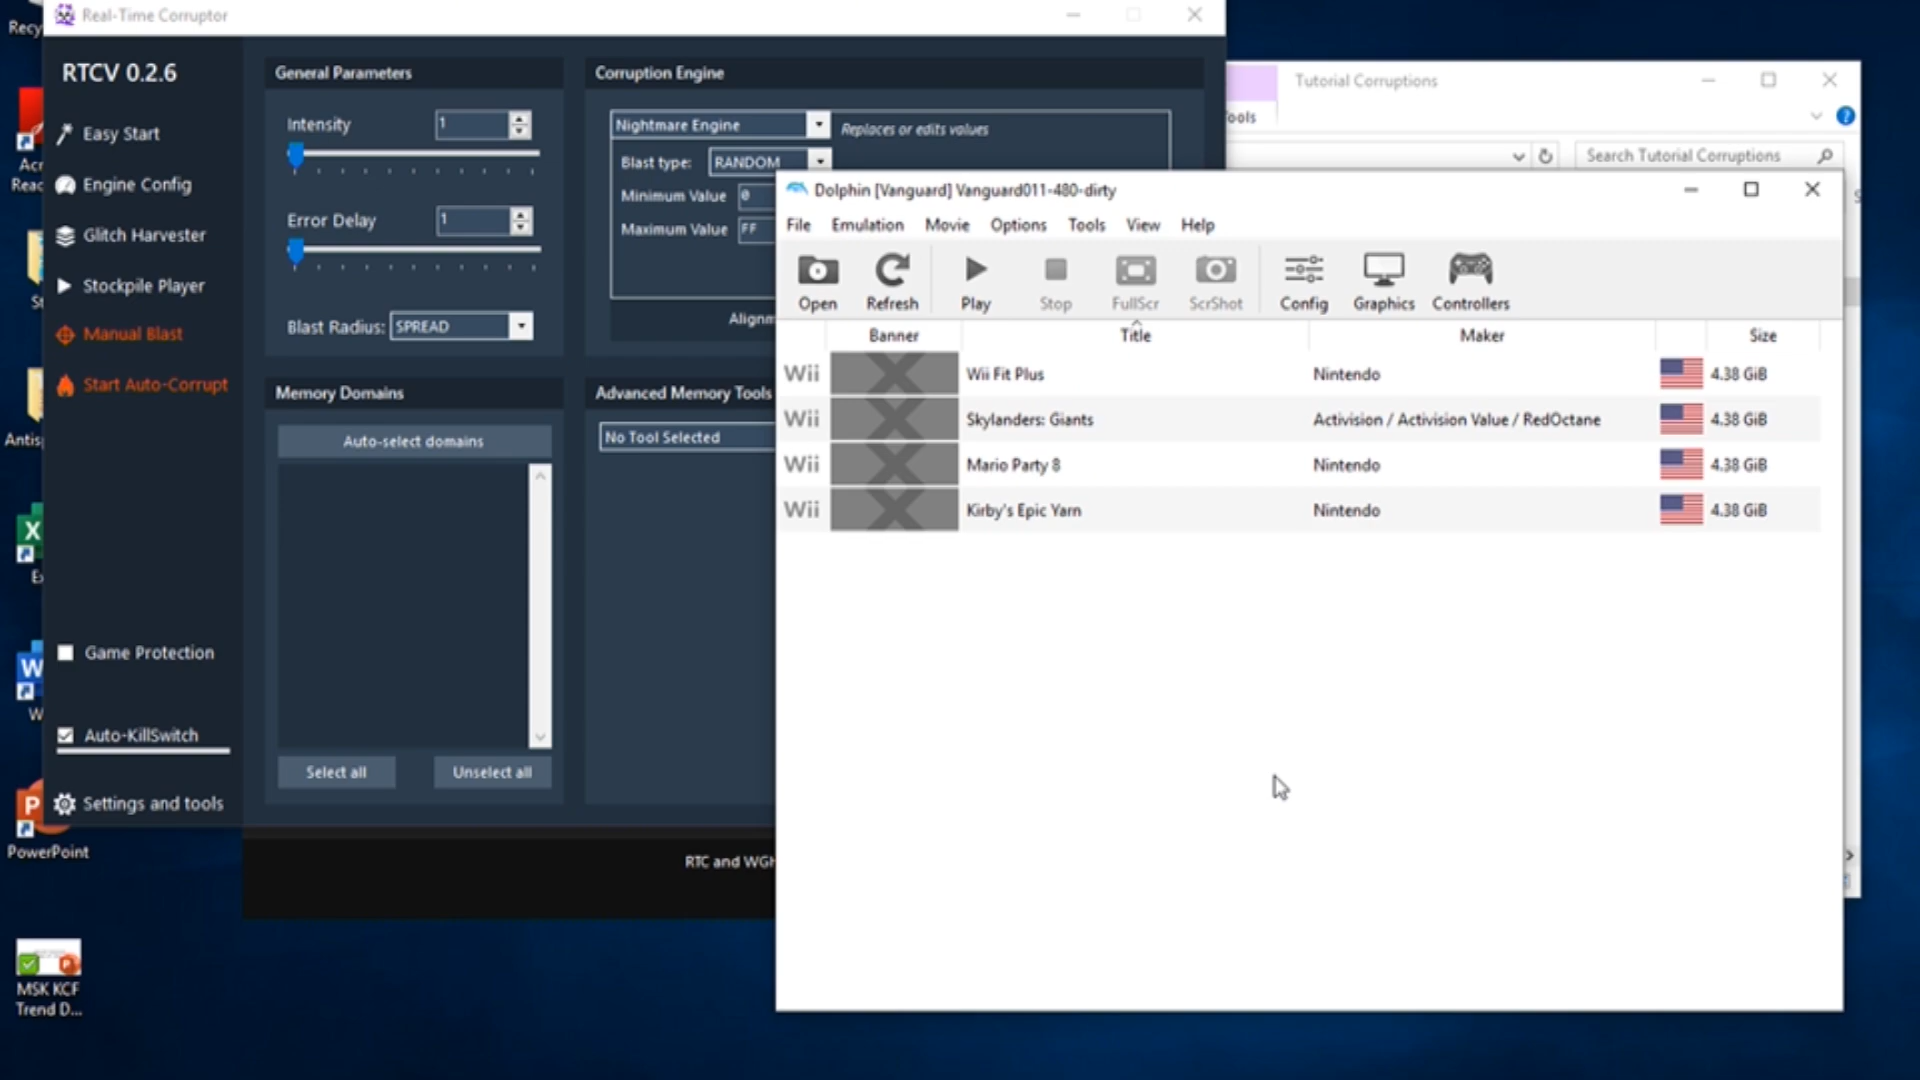 Recy
Acr
Reac
St
Antis
X
E
W
W
P
PowerPoint
MSK KCF
Trend D...
Real-Time Corruptor
RTCV 0.2.6
Easy Start
Engine Config
Glitch Harvester
Stockpile Player
Manual Blast
Start Auto-Corrupt
Game Protection
Auto-KillSwitch
Settings and tools
General Parameters
Intensity 1
Error Delay 1
Blast Radius: SPREAD
Memory Domains
Auto-select domains
Select all Unselect all
Corruption Engine
Nightmare Engine Replaces or edits values
Blast type: RANDOM
Minimum Value 0
Maximum Value FF
Alignm
Advanced Memory Tools
No Tool Selected
RTC and WGH
Tutorial Corruptions
ools
?
Search Tutorial Corruptions
Dolphin [Vanguard] Vanguard011-480-dirty
File Emulation Movie Options Tools View Help
Open Refresh Play Stop FullScr ScrShot Config Graphics Controllers
Banner Title Maker Size
Wii Wii Fit Plus Nintendo 4.38 GiB
Wii Skylanders: Giants Activision / Activision Value / RedOctane 4.38 GiB
Wii Mario Party 8 Nintendo 4.38 GiB
Wii Kirby's Epic Yarn Nintendo 4.38 GiB